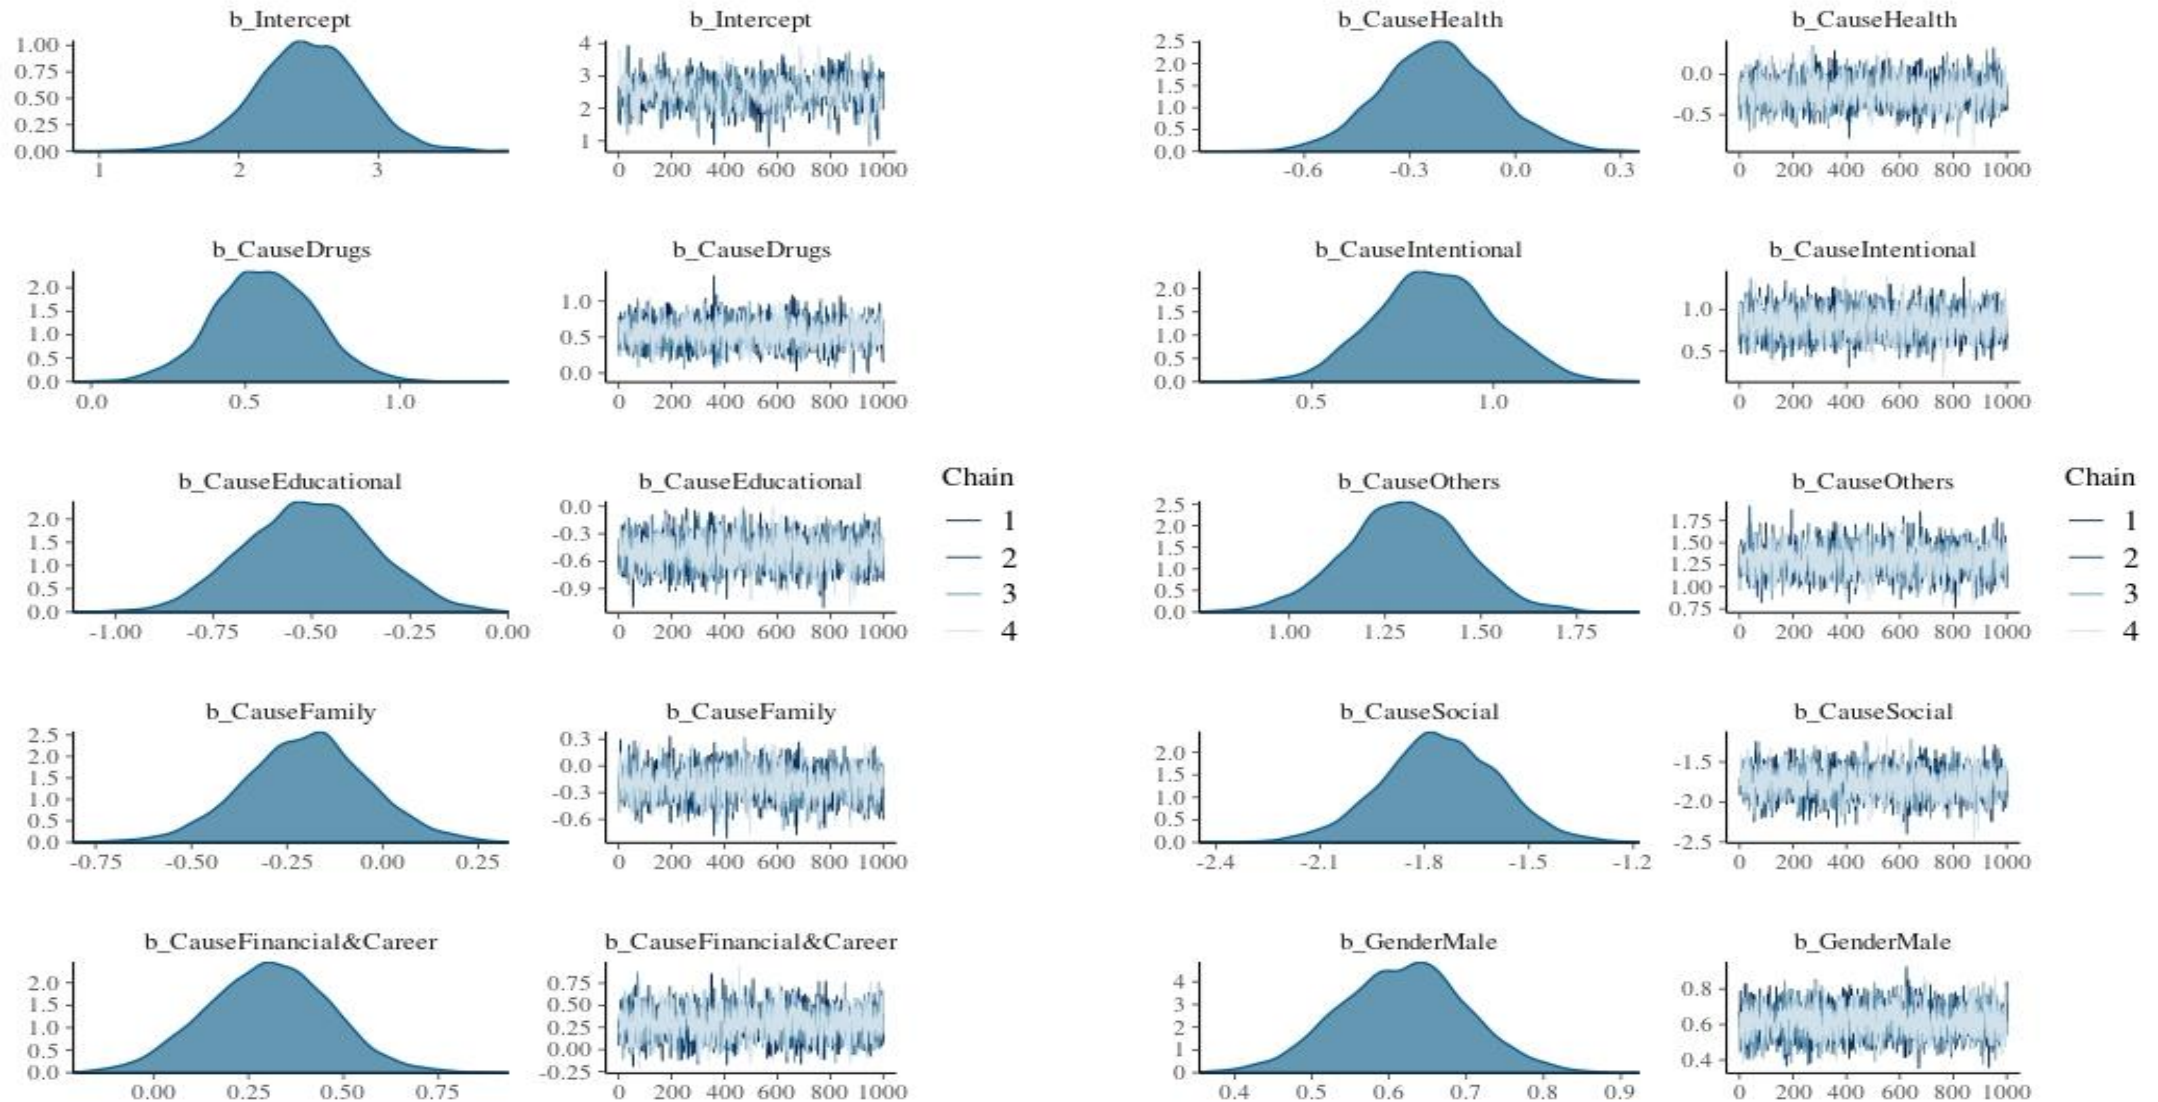 b_Intercept
1.00
0.75
0.50
0.25
0.00
1 2 3
b_Intercept
4
3
2
1
0 200 400 600 800 1000
b_CauseDrugs
2.0
1.5
1.0
0.5
0.0
0.0 0.5 1.0
b_CauseDrugs
1.0
0.5
0.0
0 200 400 600 800 1000
b_CauseEducational
2.0
1.5
1.0
0.5
0.0
-1.00 -0.75 -0.50 -0.25 0.00
b_CauseEducational
0.0
-0.3
-0.6
-0.9
0 200 400 600 800 1000
b_CauseFamily
2.5
2.0
1.5
1.0
0.5
0.0
-0.75 -0.50 -0.25 0.00 0.25
b_CauseFamily
0.3
0.0
-0.3
-0.6
0 200 400 600 800 1000
b_CauseFinancial&Career
2.0
1.5
1.0
0.5
0.0
0.00 0.25 0.50 0.75
b_CauseFinancial&Career
0.75
0.50
0.25
0.00
-0.25
0 200 400 600 800 1000
Chain
1
2
3
4
b_CauseHealth
2.5
2.0
1.5
1.0
0.5
0.0
-0.6 -0.3 0.0 0.3
b_CauseHealth
0.0
-0.5
0 200 400 600 800 1000
b_CauseIntentional
2.0
1.5
1.0
0.5
0.0
0.5 1.0
b_CauseIntentional
1.0
0.5
0 200 400 600 800 1000
b_CauseOthers
2.5
2.0
1.5
1.0
0.5
0.0
1.00 1.25 1.50 1.75
b_CauseOthers
1.75
1.50
1.25
1.00
0.75
0 200 400 600 800 1000
b_CauseSocial
2.0
1.5
1.0
0.5
0.0
-2.4 -2.1 -1.8 -1.5 -1.2
b_CauseSocial
-1.5
-2.0
-2.5
0 200 400 600 800 1000
b_GenderMale
4
3
2
1
0
0.4 0.5 0.6 0.7 0.8 0.9
b_GenderMale
0.8
0.6
0.4
0 200 400 600 800 1000
Chain
1
2
3
4